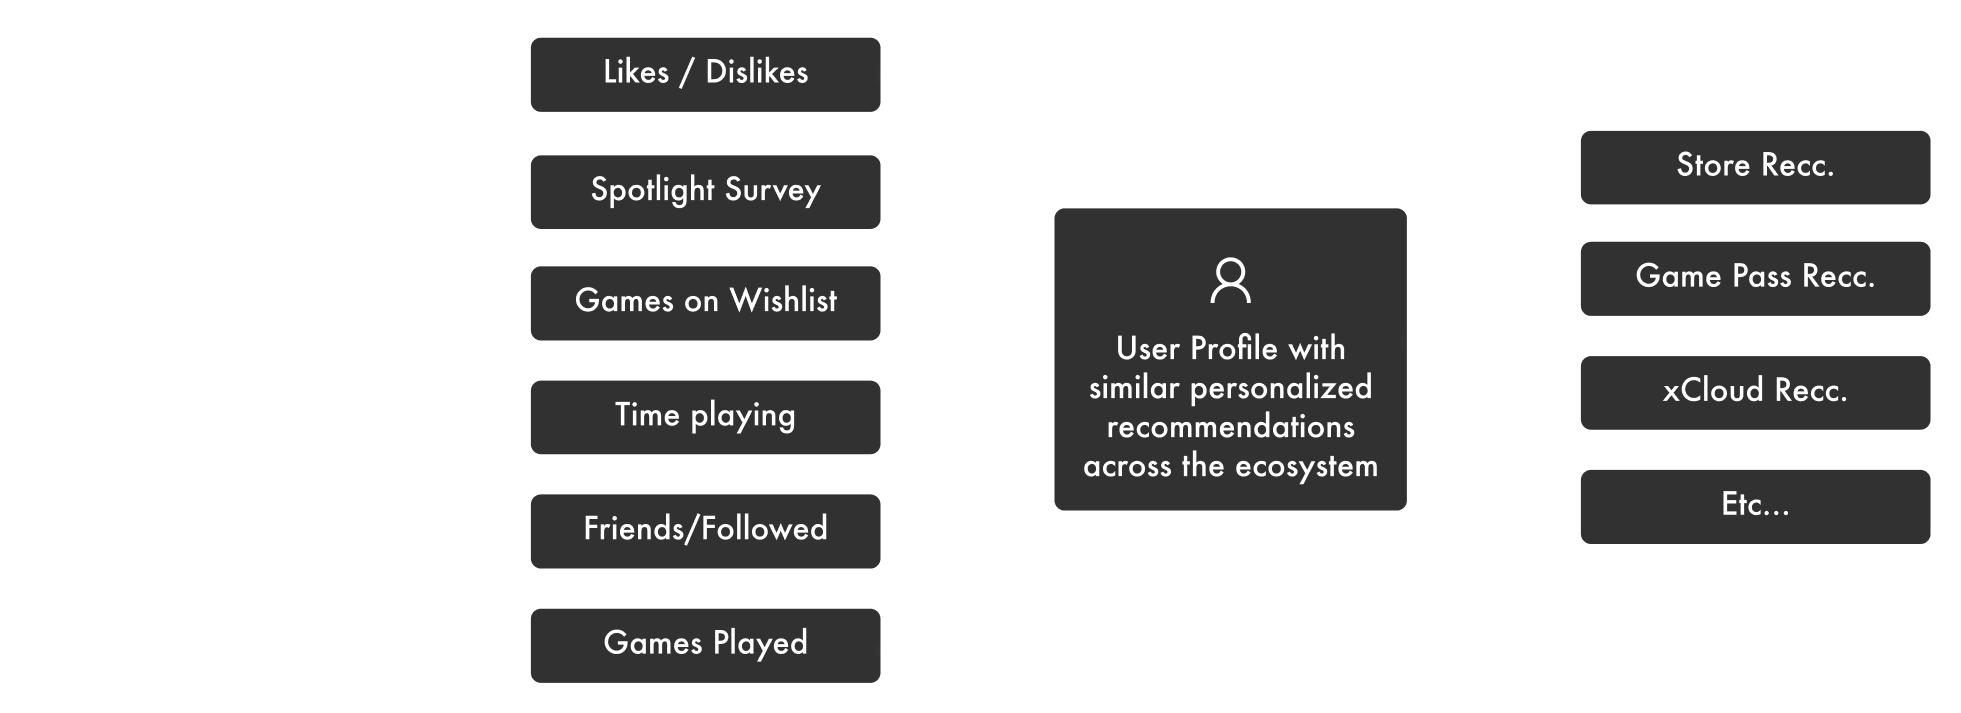 Likes / Dislikes
Spotlight Survey
Games on Wishlist
Time playing
Friends/Followed
Games Played
User Profile with
similar personalized
recommendations
across the ecosystem
Store Recc.
Game Pass Recc.
xCloud Recc.
Etc...